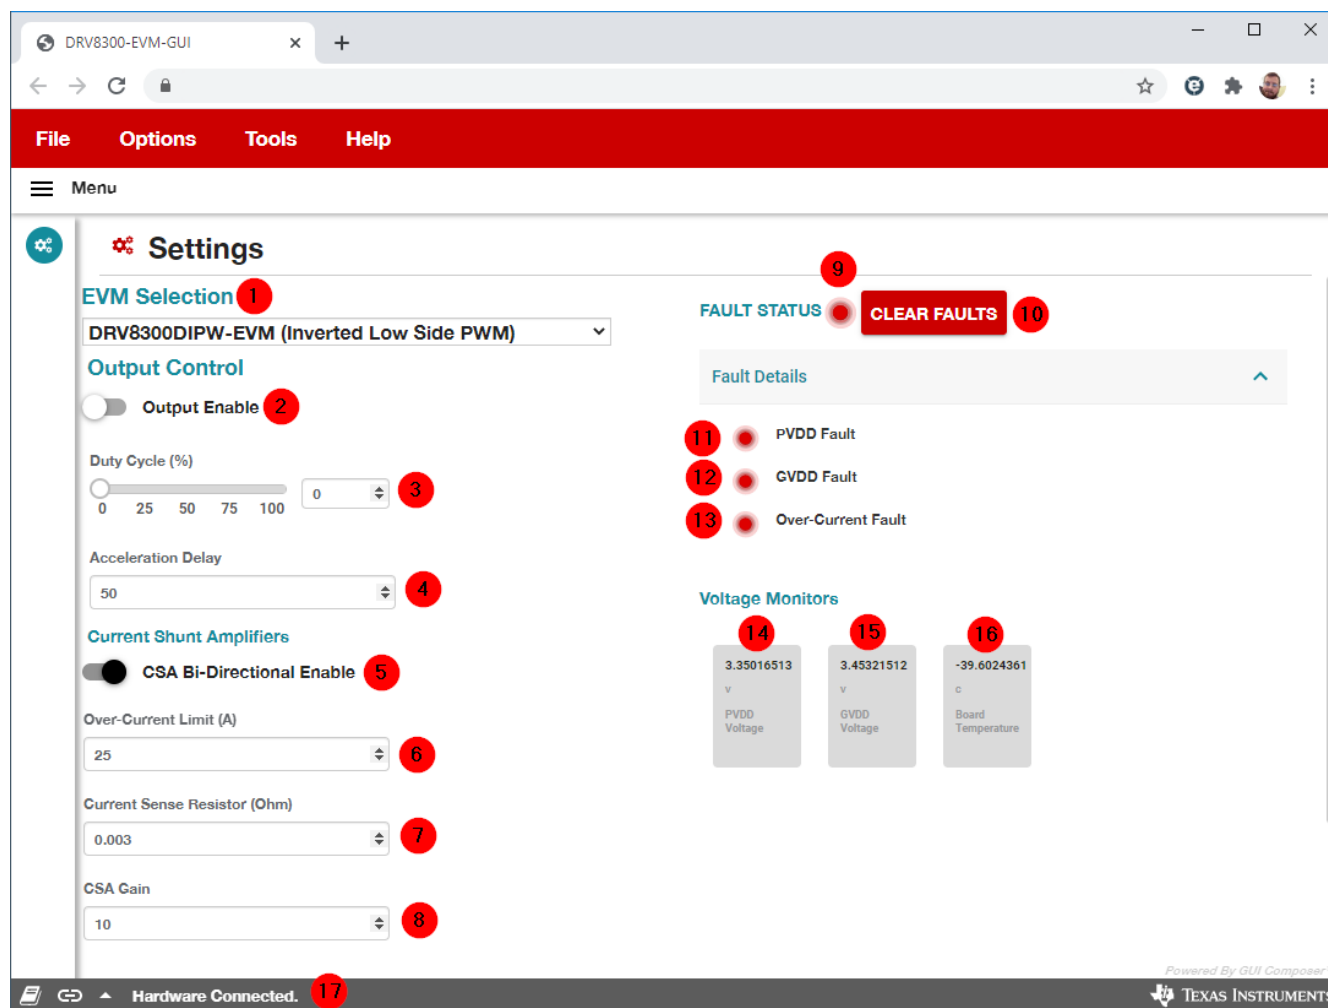 DRV8300-EVM-GUI
File Options Tools Help
Menu
Settings
EVM Selection 1
DRV8300DIPW-EVM (Inverted Low Side PWM)
Output Control
Output Enable 2
Duty Cycle (%)
0 25 50 75 100
0 3
Acceleration Delay
50 4
Current Shunt Amplifiers
CSA Bi-Directional Enable 5
Over-Current Limit (A)
25 6
Current Sense Resistor (Ohm)
0.003 7
CSA Gain
10 8
9
FAULT STATUS CLEAR FAULTS 10
Fault Details
11 PVDD Fault
12 GVDD Fault
13 Over-Current Fault
Voltage Monitors
14
3.35016513
V
PVDD
Voltage
15
3.45321512
V
GVDD
Voltage
16
-39.6024361
C
Board
Temperature
Powered By GUI Composer
Hardware Connected. 17
TEXAS INSTRUMENTS